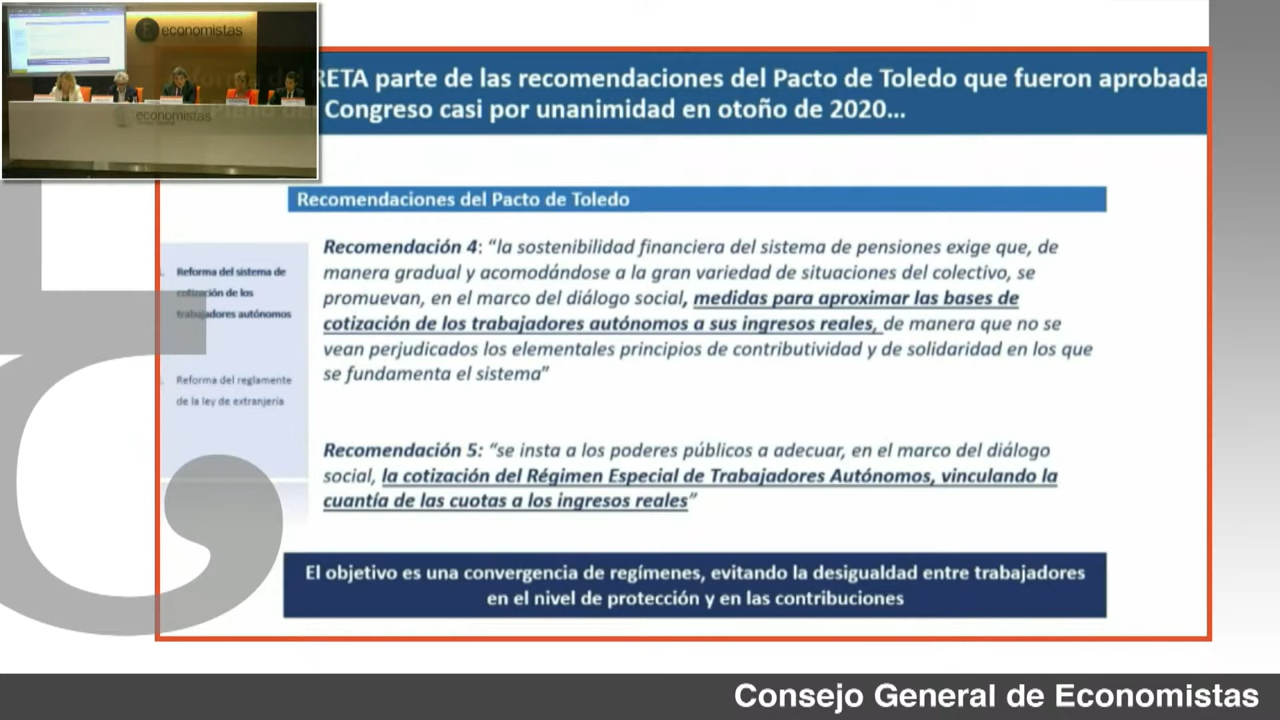 economistas
economistas
RETA parte de las recomendaciones del Pacto de Toledo que fueron aprobada
Congreso casi por unanimidad en otoño de 2020...
Recomendaciones del Pacto de Toledo
Reforma del sistema de
cotización de los
trabajadores autónomos
Reforma del reglamente
de la ley de extranjería
Recomendación 4: “la sostenibilidad financiera del sistema de pensiones exige que, de
manera gradual y acomodándose a la gran variedad de situaciones del colectivo, se
promuevan, en el marco del diálogo social, medidas para aproximar las bases de
cotización de los trabajadores autónomos a sus ingresos reales, de manera que no se
vean perjudicados los elementales principios de contributividad y de solidaridad en los que
se fundamenta el sistema”
Recomendación 5: “se insta a los poderes públicos a adecuar, en el marco del diálogo
social, la cotización del Régimen Especial de Trabajadores Autónomos, vinculando la
cuantía de las cuotas a los ingresos reales”
El objetivo es una convergencia de regímenes, evitando la desigualdad entre trabajadores
en el nivel de protección y en las contribuciones
Consejo General de Economistas